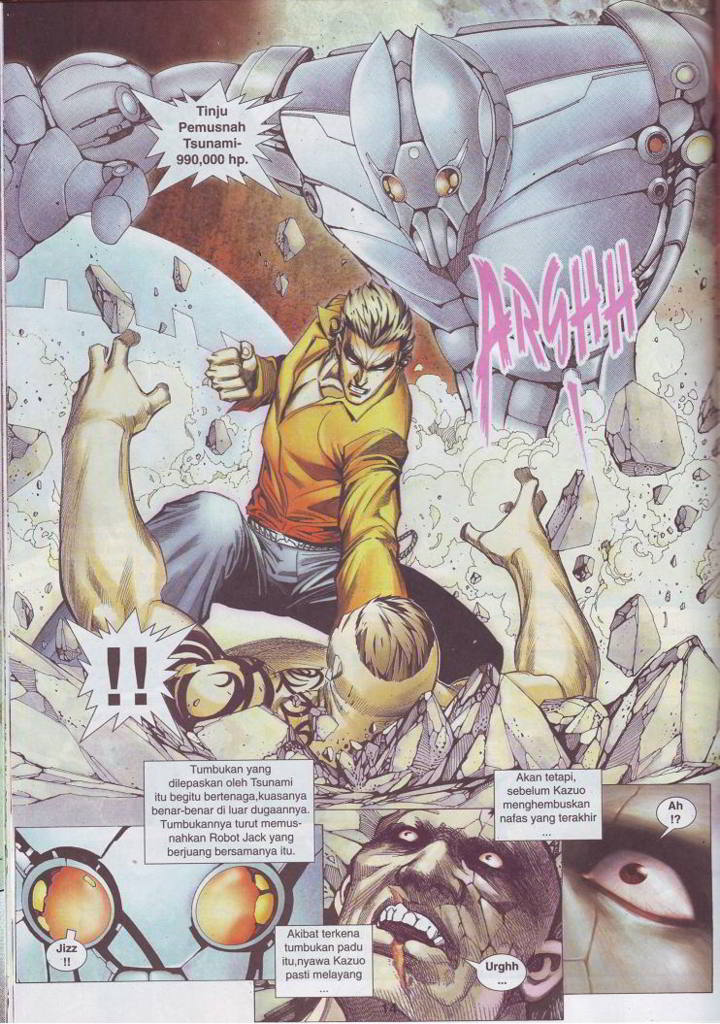 Tinju
Pemusnah
Tsunami-
990,000 hp.
ARGHH
!
!!
Tumbukan yang
dilepaskan oleh Tsunami
itu begitu bertenaga,kuasanya
benar-benar di luar dugaannya.
Tumbukannya turut memus-
nahkan Robot Jack yang
berjuang bersamanya itu.
Jizz
!!
Akibat terkena
tumbukan padu
itu,nyawa Kazuo
pasti melayang
...
Urghh
...
Akan tetapi,
sebelum Kazuo
menghembuskan
nafas yang terakhir
...
Ah
!?
14